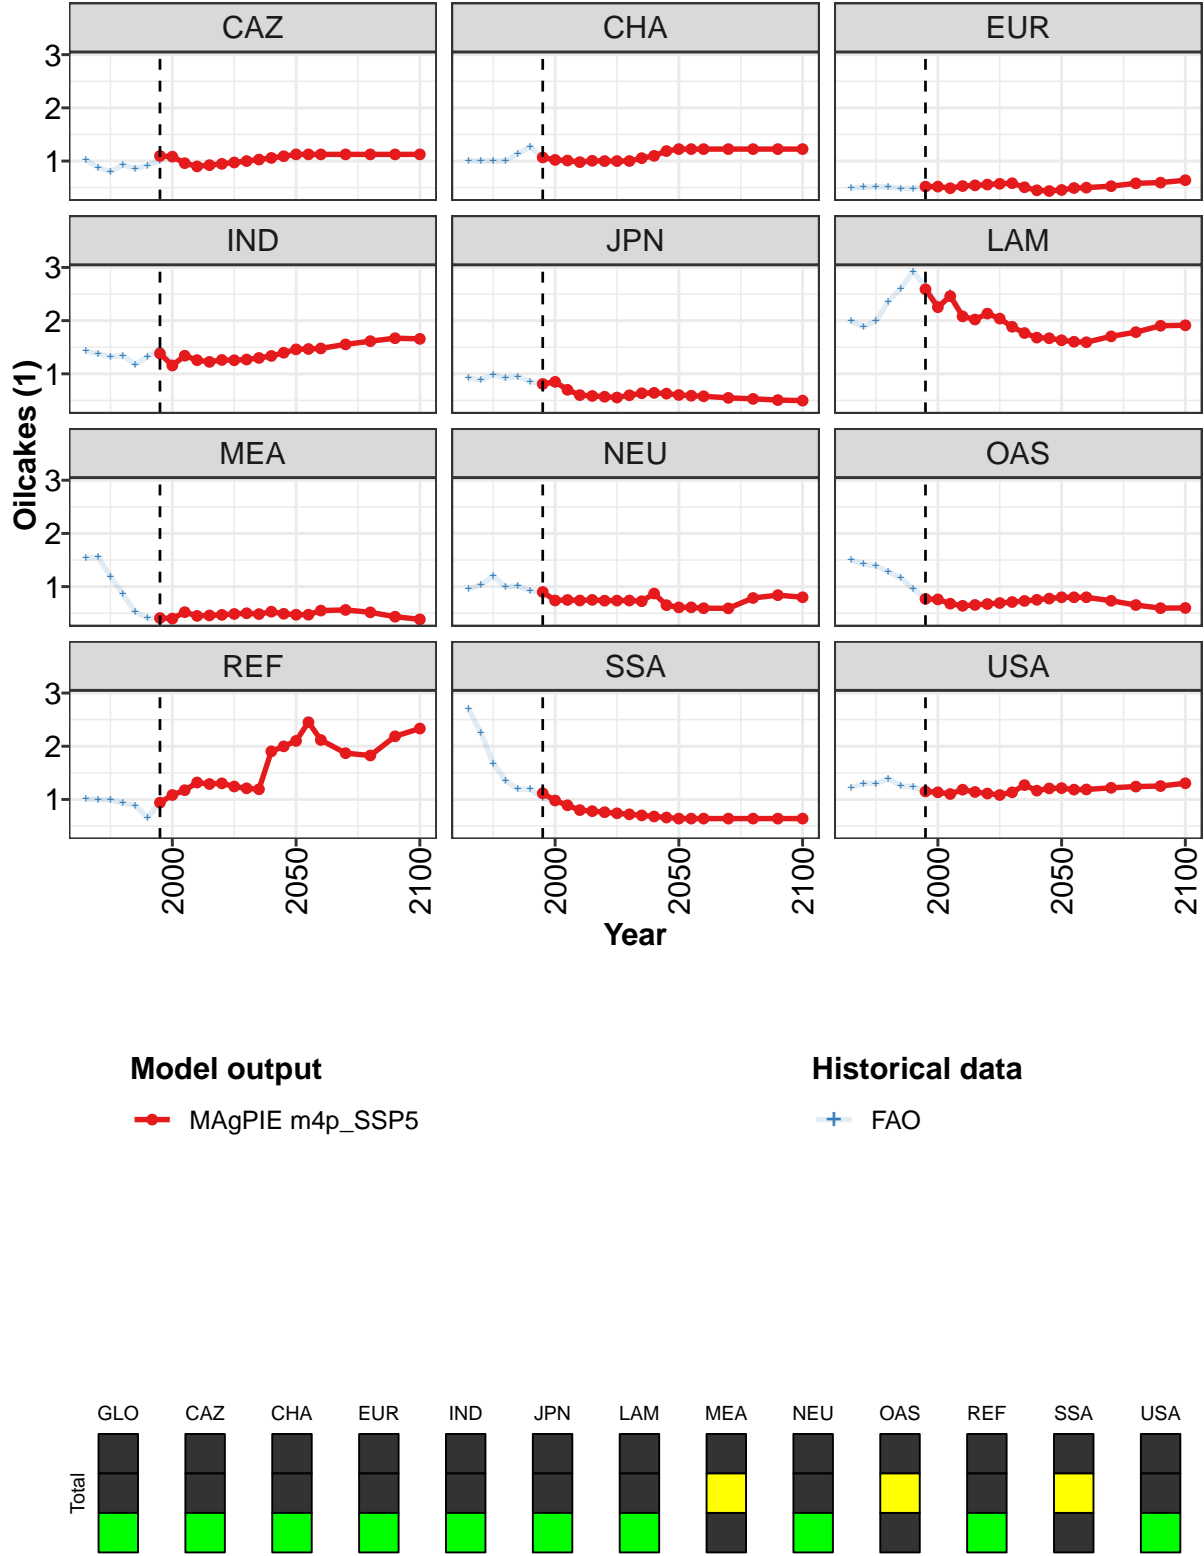 CAZ CHA EUR
3
2
1
IND JPN LAM
3
2
1
MEA NEU OAS
3
2
1
REF SSA USA
3
2
1
Oilcakes (1)
2000 2050 2100 2000 2050 2100 2000 2050 2100
Year
Model output Historical data
MAgPIE m4p_SSP5 FAO
GLO CAZ CHA EUR IND JPN LAM MEA NEU OAS REF SSA USA
Total